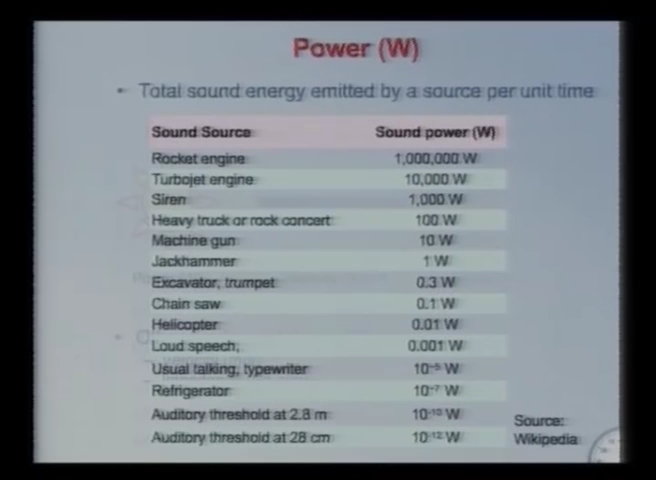 Power (W)
• Total sound energy emitted by a source per unit time
Sound Source Sound power (W)
Rocket engine 1,000,000 W
Turbojet engine 10,000 W
Siren 1,000 W
Heavy truck or rock concert 100 W
Machine gun 10 W
Jackhammer 1 W
Excavator, trumpet 0.3 W
Chain saw 0.1 W
Helicopter 0.01 W
Loud speech, 0.001 W
Usual talking, typewriter 10⁻⁵ W
Refrigerator 10⁻⁷ W
Auditory threshold at 2.8 m 10⁻¹⁰ W
Auditory threshold at 28 cm 10⁻¹² W
Source:
Wikipedia